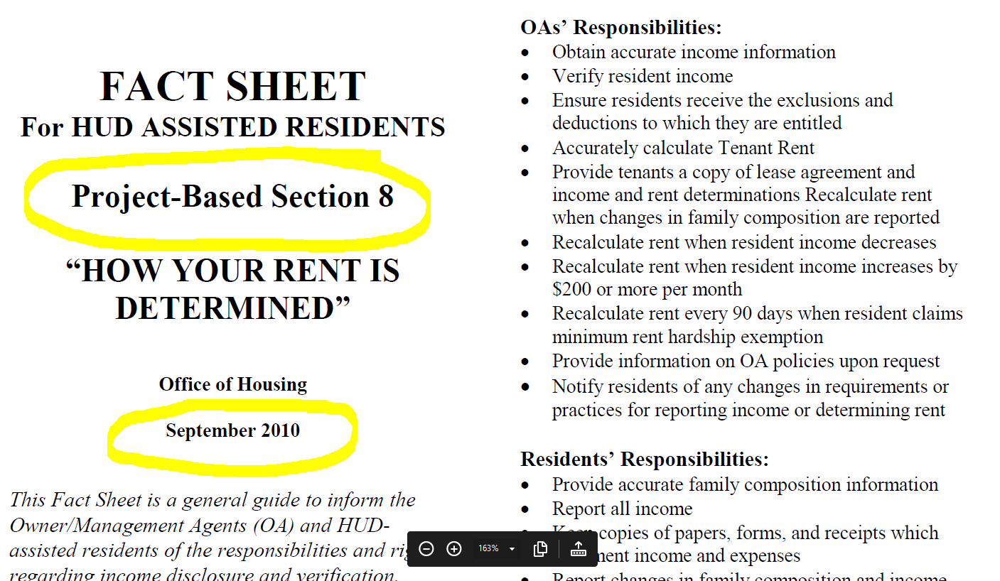 FACT SHEET
For HUD ASSISTED RESIDENTS
Project-Based Section 8
“HOW YOUR RENT IS
DETERMINED”
Office of Housing
September 2010
This Fact Sheet is a general guide to inform the
Owner/Management Agents (OA) and HUD-
assisted residents of the responsibilities and
regarding income disclosure and verification.
OAs’ Responsibilities:
• Obtain accurate income information
• Verify resident income
• Ensure residents receive the exclusions and
deductions to which they are entitled
• Accurately calculate Tenant Rent
• Provide tenants a copy of lease agreement and
income and rent determinations Recalculate rent
when changes in family composition are reported
• Recalculate rent when resident income decreases
• Recalculate rent when resident income increases by
$200 or more per month
• Recalculate rent every 90 days when resident claims
minimum rent hardship exemption
• Provide information on OA policies upon request
• Notify residents of any changes in requirements or
practices for reporting income or determining rent
Residents’ Responsibilities:
• Provide accurate family composition information
• Report all income
• Keep copies of papers, forms, and receipts which
income and expenses
• Report changes in family composition and income
163%